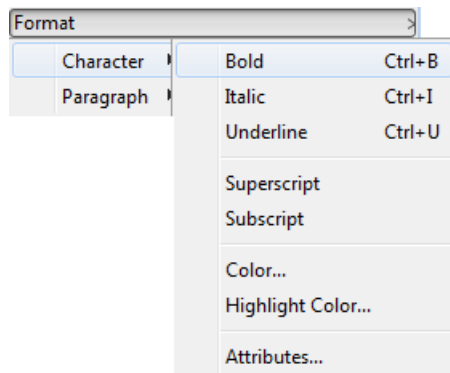 Format >
Character
Paragraph
Bold Ctrl+B
Italic Ctrl+I
Underline Ctrl+U
Superscript
Subscript
Color...
Highlight Color...
Attributes...